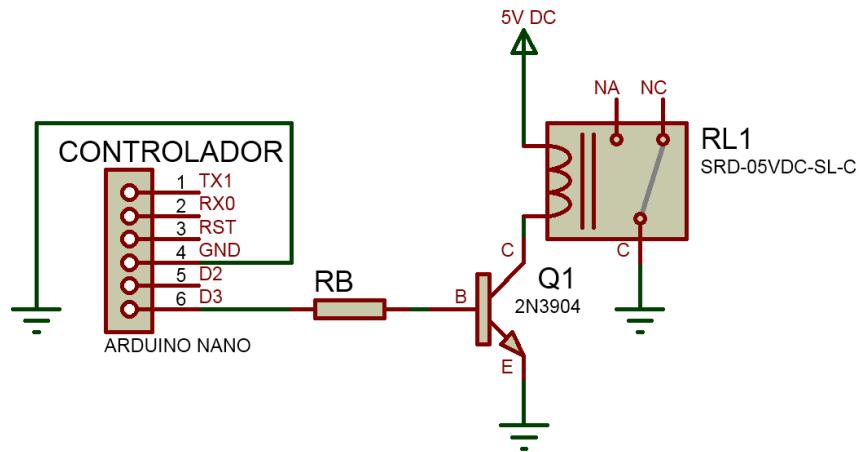 5V DC
NA NC
RL1
SRD-05VDC-SL-C
C
CONTROLADOR
1 TX1
2 RX0
3 RST
4 GND
5 D2
6 D3
ARDUINO NANO
RB
B
C
E
Q1
2N3904